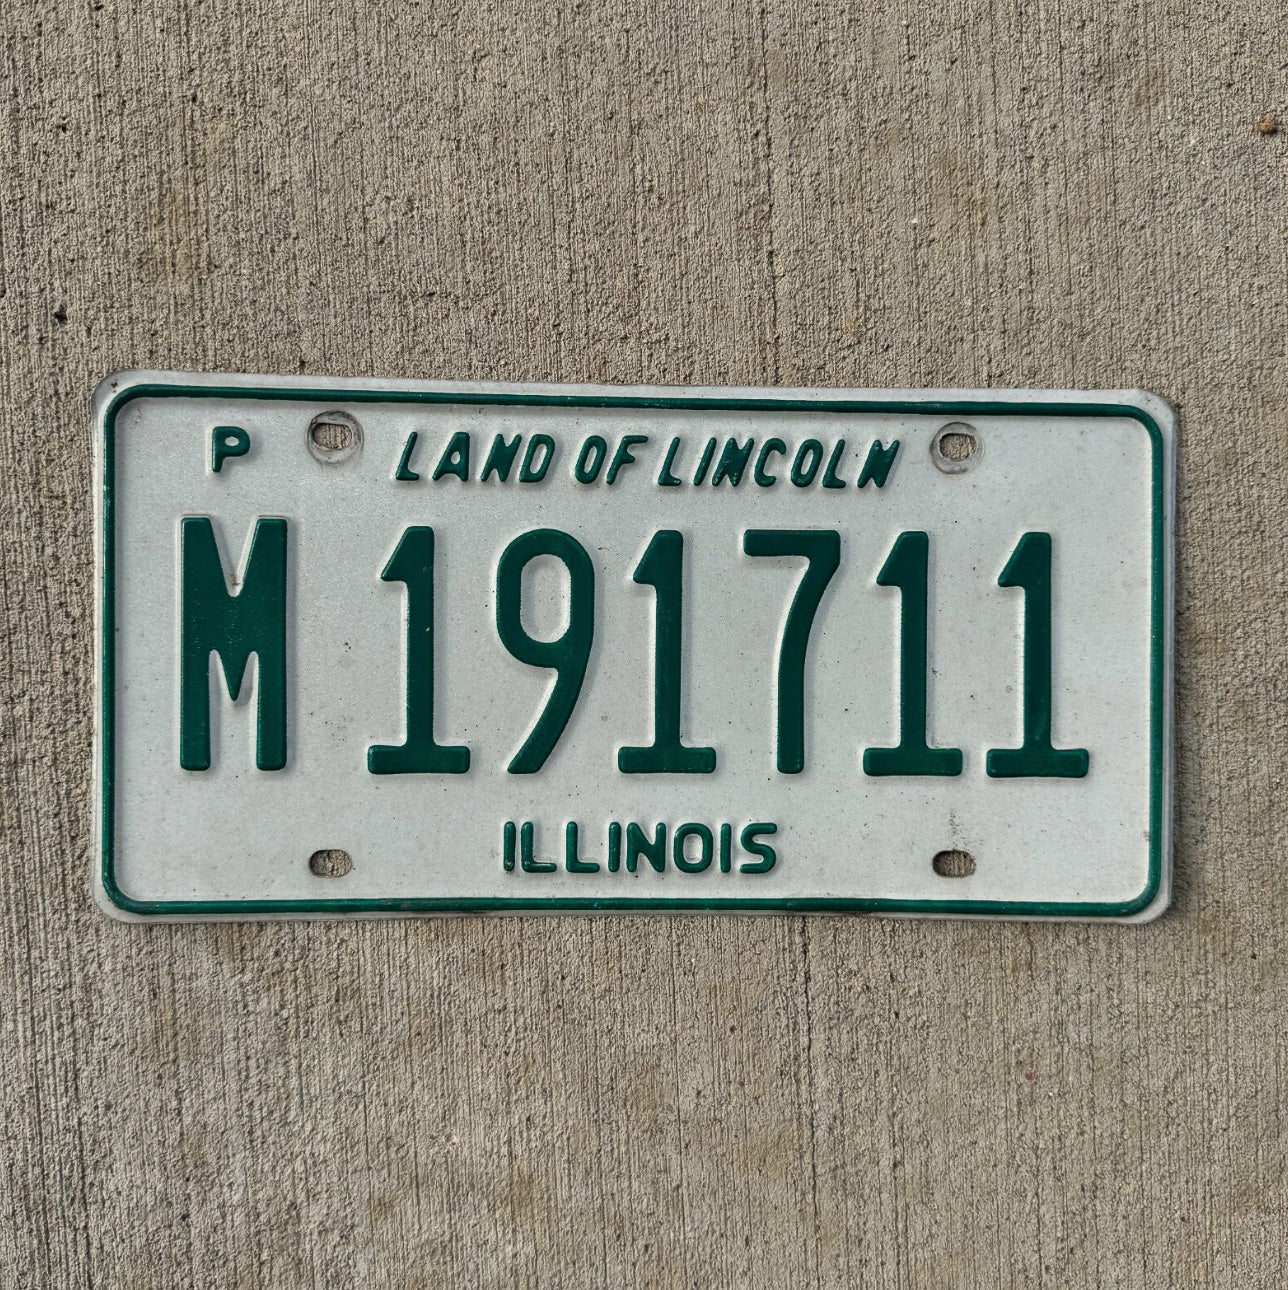 P LAND OF LINCOLN
M 191711
ILLINOIS